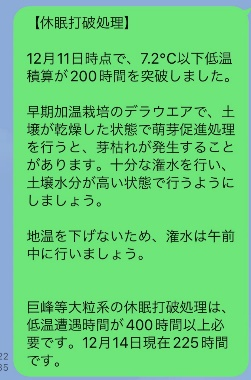 【休眠打破処理】
12月11日時点で、7.2℃以下低温
積算が200時間を突破しました。
早期加温栽培のデラウエアで、土
壌が乾燥した状態で萌芽促進処理
を行うと、芽枯れが発生すること
があります。十分な潅水を行い、
土壌水分が高い状態で行うように
しましょう。
地温を下げないため、潅水は午前
中に行いましょう。
巨峰等大粒系の休眠打破処理は、
低温遭遇時間が400時間以上必
要です。12月14日現在225時間
です。
22
35